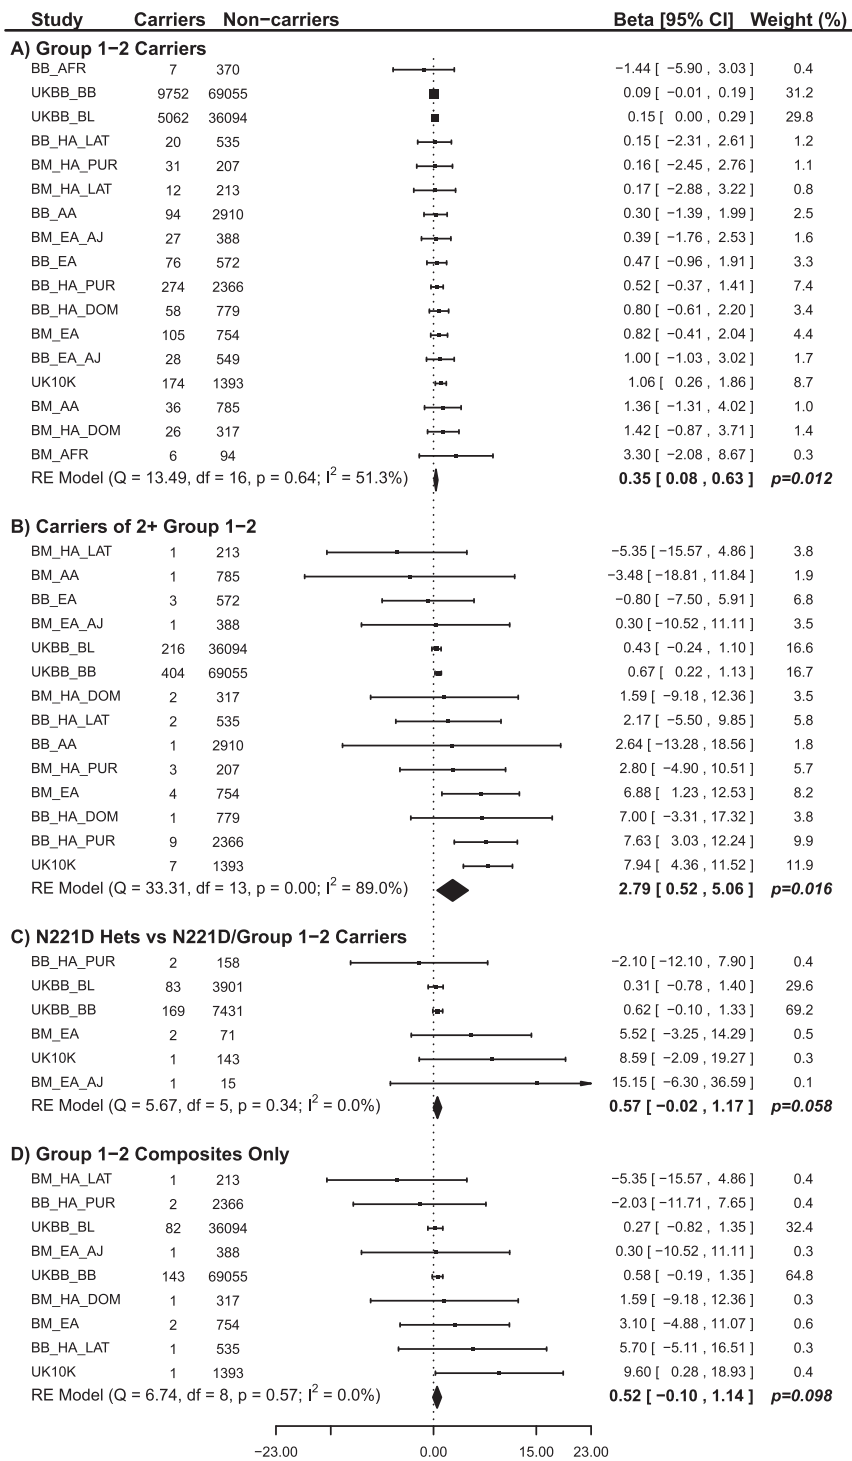 Study Carriers Non−carriers Beta [95% CI] Weight (%)
A) Group 1−2 Carriers
BB_AFR 7 370 −1.44 [ −5.90 , 3.03 ] 0.4
UKBB_BB 9752 69055 0.09 [ −0.01 , 0.19 ] 31.2
UKBB_BL 5062 36094 0.15 [ 0.00 , 0.29 ] 29.8
BB_HA_LAT 20 535 0.15 [ −2.31 , 2.61 ] 1.2
BM_HA_PUR 31 207 0.16 [ −2.45 , 2.76 ] 1.1
BM_HA_LAT 12 213 0.17 [ −2.88 , 3.22 ] 0.8
BB_AA 94 2910 0.30 [ −1.39 , 1.99 ] 2.5
BM_EA_AJ 27 388 0.39 [ −1.76 , 2.53 ] 1.6
BB_EA 76 572 0.47 [ −0.96 , 1.91 ] 3.3
BB_HA_PUR 274 2366 0.52 [ −0.37 , 1.41 ] 7.4
BB_HA_DOM 58 779 0.80 [ −0.61 , 2.20 ] 3.4
BM_EA 105 754 0.82 [ −0.41 , 2.04 ] 4.4
BB_EA_AJ 28 549 1.00 [ −1.03 , 3.02 ] 1.7
UK10K 174 1393 1.06 [ 0.26 , 1.86 ] 8.7
BM_AA 36 785 1.36 [ −1.31 , 4.02 ] 1.0
BM_HA_DOM 26 317 1.42 [ −0.87 , 3.71 ] 1.4
BM_AFR 6 94 3.30 [ −2.08 , 8.67 ] 0.3
RE Model (Q = 13.49, df = 16, p = 0.64; I² = 51.3%) 0.35 [ 0.08 , 0.63 ] p=0.012
B) Carriers of 2+ Group 1−2
BM_HA_LAT 1 213 −5.35 [ −15.57 , 4.86 ] 3.8
BM_AA 1 785 −3.48 [ −18.81 , 11.84 ] 1.9
BB_EA 3 572 −0.80 [ −7.50 , 5.91 ] 6.8
BM_EA_AJ 1 388 0.30 [ −10.52 , 11.11 ] 3.5
UKBB_BL 216 36094 0.43 [ −0.24 , 1.10 ] 16.6
UKBB_BB 404 69055 0.67 [ 0.22 , 1.13 ] 16.7
BM_HA_DOM 2 317 1.59 [ −9.18 , 12.36 ] 3.5
BB_HA_LAT 2 535 2.17 [ −5.50 , 9.85 ] 5.8
BB_AA 1 2910 2.64 [ −13.28 , 18.56 ] 1.8
BM_HA_PUR 3 207 2.80 [ −4.90 , 10.51 ] 5.7
BM_EA 4 754 6.88 [ 1.23 , 12.53 ] 8.2
BB_HA_DOM 1 779 7.00 [ −3.31 , 17.32 ] 3.8
BB_HA_PUR 9 2366 7.63 [ 3.03 , 12.24 ] 9.9
UK10K 7 1393 7.94 [ 4.36 , 11.52 ] 11.9
RE Model (Q = 33.31, df = 13, p = 0.00; I² = 89.0%) 2.79 [ 0.52 , 5.06 ] p=0.016
C) N221D Hets vs N221D/Group 1−2 Carriers
BB_HA_PUR 2 158 −2.10 [ −12.10 , 7.90 ] 0.4
UKBB_BL 83 3901 0.31 [ −0.78 , 1.40 ] 29.6
UKBB_BB 169 7431 0.62 [ −0.10 , 1.33 ] 69.2
BM_EA 2 71 5.52 [ −3.25 , 14.29 ] 0.5
UK10K 1 143 8.59 [ −2.09 , 19.27 ] 0.3
BM_EA_AJ 1 15 15.15 [ −6.30 , 36.59 ] 0.1
RE Model (Q = 5.67, df = 5, p = 0.34; I² = 0.0%) 0.57 [ −0.02 , 1.17 ] p=0.058
D) Group 1−2 Composites Only
BM_HA_LAT 1 213 −5.35 [ −15.57 , 4.86 ] 0.4
BB_HA_PUR 2 2366 −2.03 [ −11.71 , 7.65 ] 0.4
UKBB_BL 82 36094 0.27 [ −0.82 , 1.35 ] 32.4
BM_EA_AJ 1 388 0.30 [ −10.52 , 11.11 ] 0.3
UKBB_BB 143 69055 0.58 [ −0.19 , 1.35 ] 64.8
BM_HA_DOM 1 317 1.59 [ −9.18 , 12.36 ] 0.3
BM_EA 2 754 3.10 [ −4.88 , 11.07 ] 0.6
BB_HA_LAT 1 535 5.70 [ −5.11 , 16.51 ] 0.3
UK10K 1 1393 9.60 [ 0.28 , 18.93 ] 0.4
RE Model (Q = 6.74, df = 8, p = 0.57; I² = 0.0%) 0.52 [ −0.10 , 1.14 ] p=0.098
−23.00 0.00 15.00 23.00